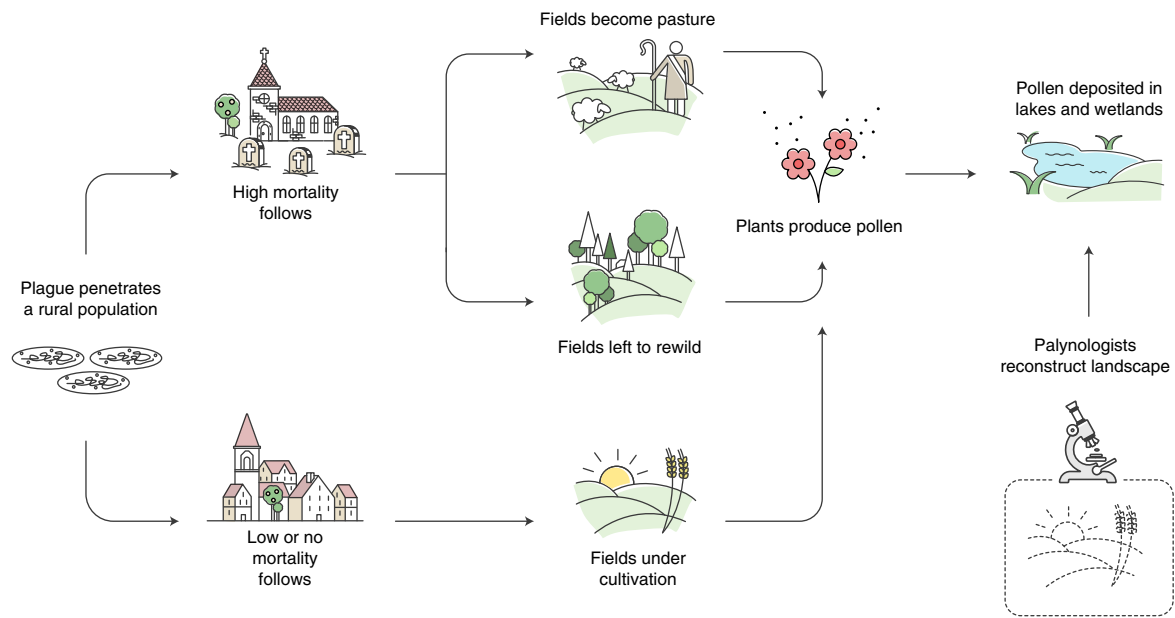 Plague penetrates
a rural population
High mortality
follows
Low or no
mortality
follows
Fields become pasture
Fields left to rewild
Fields under
cultivation
Plants produce pollen
Pollen deposited in
lakes and wetlands
Palynologists
reconstruct landscape